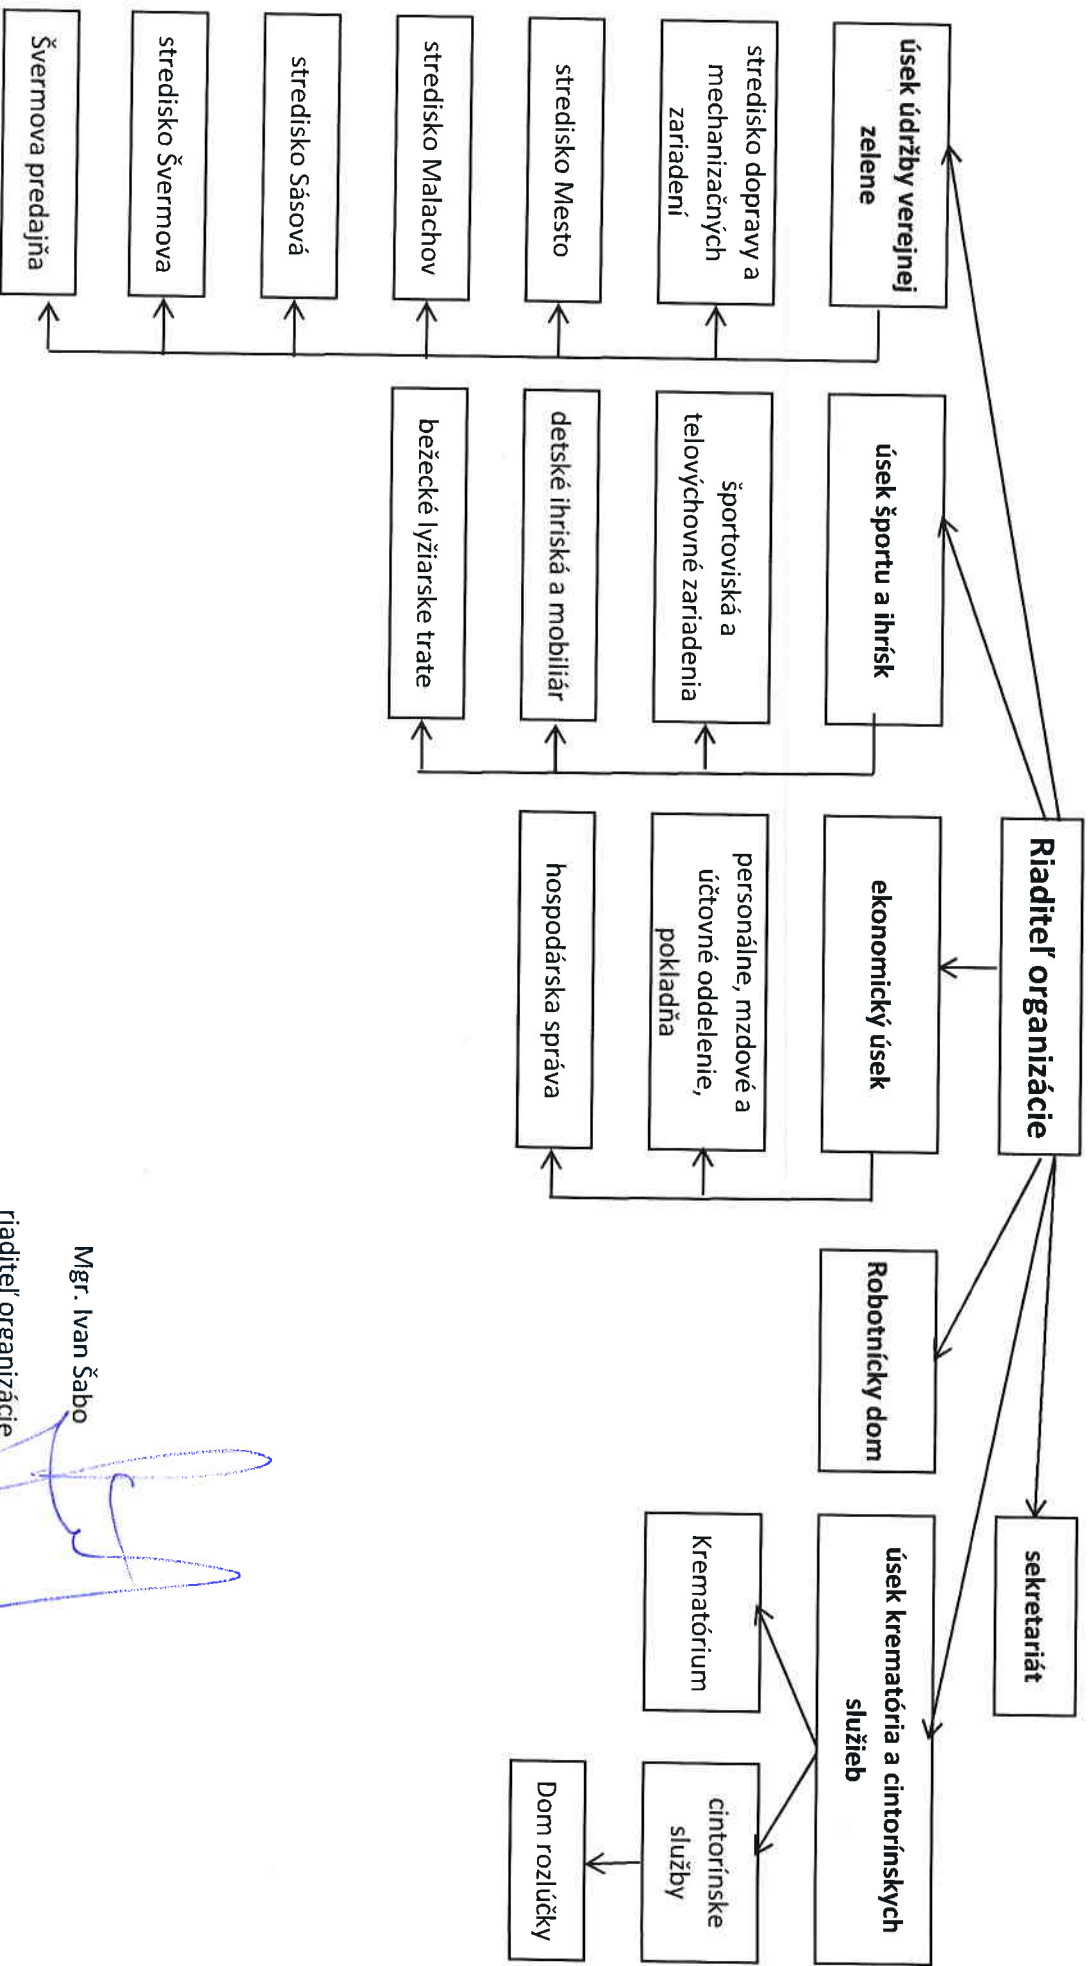 Riaditeľ organizácie
sekretariát
úsek údržby verejnej
zelene
úsek športu a ihrísk
ekonomický úsek
Robotnícky dom
úsek krematória a cintorínskych
služieb
stredisko dopravy a
mechanizačných
zariadení
stredisko Mesto
stredisko Malachov
stredisko Sásová
stredisko Švermova
Švermova predajňa
športoviská a
telovýchovné zariadenia
detské ihriská a mobiliár
bežecké lyžiarske trate
personálne, mzdové a
účtovné oddelenie,
pokladňa
hospodárska správa
Krematórium
cintorínske
služby
Dom rozlúčky
Mgr. Ivan Šabo
riaditeľ organizácie